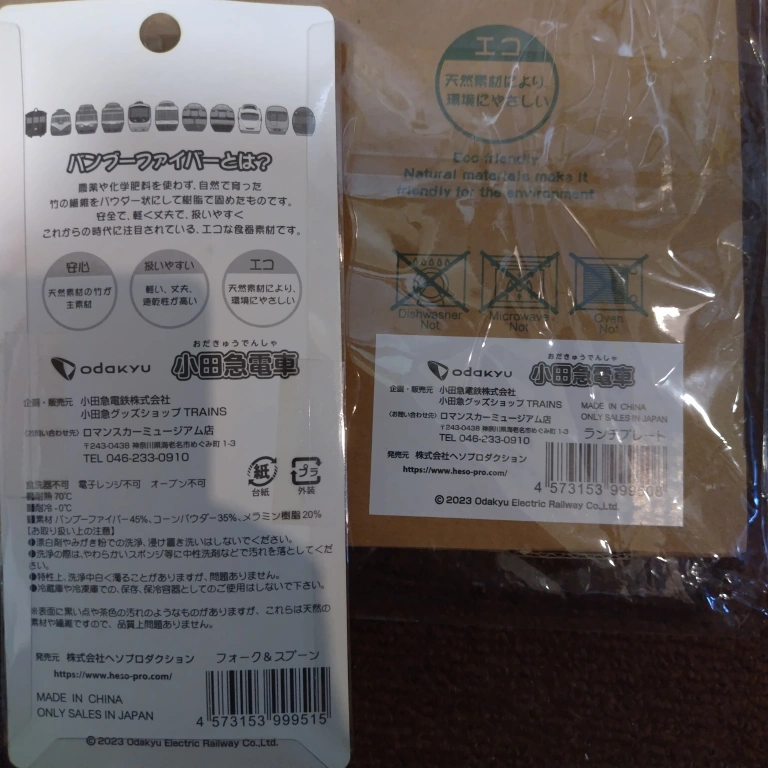 バンブーファイバーとは?
農薬や化学肥料を使わず、自然で育った
竹の繊維をパウダー状にして樹脂で固めたものです。
安全で、軽く丈夫で、扱いやすく
これからの時代に注目されている、エコな食器素材です。
安心
天然素材の竹が
主素材
扱いやすい
軽い、丈夫、
速乾性が高い
エコ
天然素材により、
環境にやさしい
odakyu
おだきゅうでんしゃ
小田急電車
企画・販売元 小田急電鉄株式会社
小田急グッズショップ TRAINS
〈お問い合わせ先〉 ロマンスカーミュージアム店
〒243-0438 神奈川県海老名市めぐみ町 1-3
TEL 046-233-0910
紙
台紙
プラ
外装
食洗器不可 電子レンジ不可 オーブン不可
耐熱 70℃
耐冷 -0℃
素材 バンブーファイバー45%、コーンパウダー35%、メラミン樹脂 20%
【お取り扱い上の注意】
●漂白剤やみがき粉での洗浄、浸け置き洗いはしないでください。
●洗浄の際は、やわらかいスポンジ等に中性洗剤などで汚れを落としてくだ
さい。
●特性上、洗浄中白く濁ることがありますが、問題ありません。
●冷蔵庫や冷凍庫での、保存、保冷容器としてのご使用はしないで下さい。
※表面に黒い点や茶色の汚れのようなものがありますが、これらは天然の
素材や繊維ですので、品質上問題ありません。
発売元 株式会社ヘソプロダクション フォーク&スプーン
https://www.heso-pro.com/
MADE IN CHINA
ONLY SALES IN JAPAN
4 573153 999515
© 2023 Odakyu Electric Railway Co.,Ltd.
エコ
天然素材により、
環境にやさしい
Eco friendly
Natural materials make it
friendly for the environment
Dishwasher
Not
Microwave
Not
Oven
Not
odakyu
おだきゅうでんしゃ
小田急電車
企画・販売元 小田急電鉄株式会社
小田急グッズショップ TRAINS
〈お問い合わせ先〉 ロマンスカーミュージアム店
〒243-0438 神奈川県海老名市めぐみ町 1-3
TEL 046-233-0910
MADE IN CHINA
ONLY SALES IN JAPAN
ランチプレート
発売元 株式会社ヘソプロダクション
https://www.heso-pro.com/
4 573153 999508
© 2023 Odakyu Electric Railway Co.,Ltd.